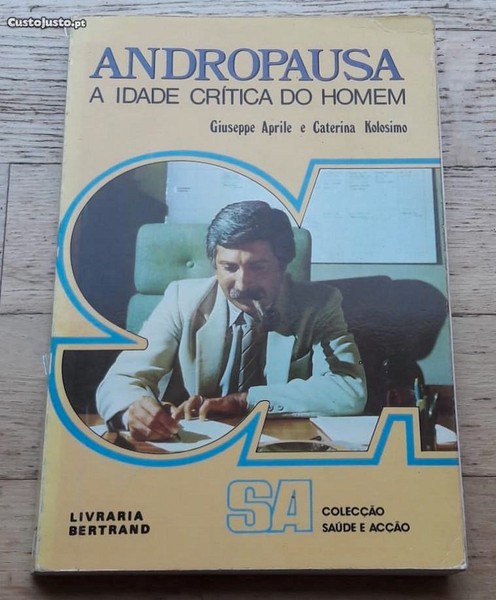 CustoJusto.pt
ANDROPAUSA
A IDADE CRÍTICA DO HOMEM
Giuseppe Aprile e Caterina Kolosimo
LIVRARIA
BERTRAND
SA
COLECÇÃO
SAÚDE E ACÇÃO